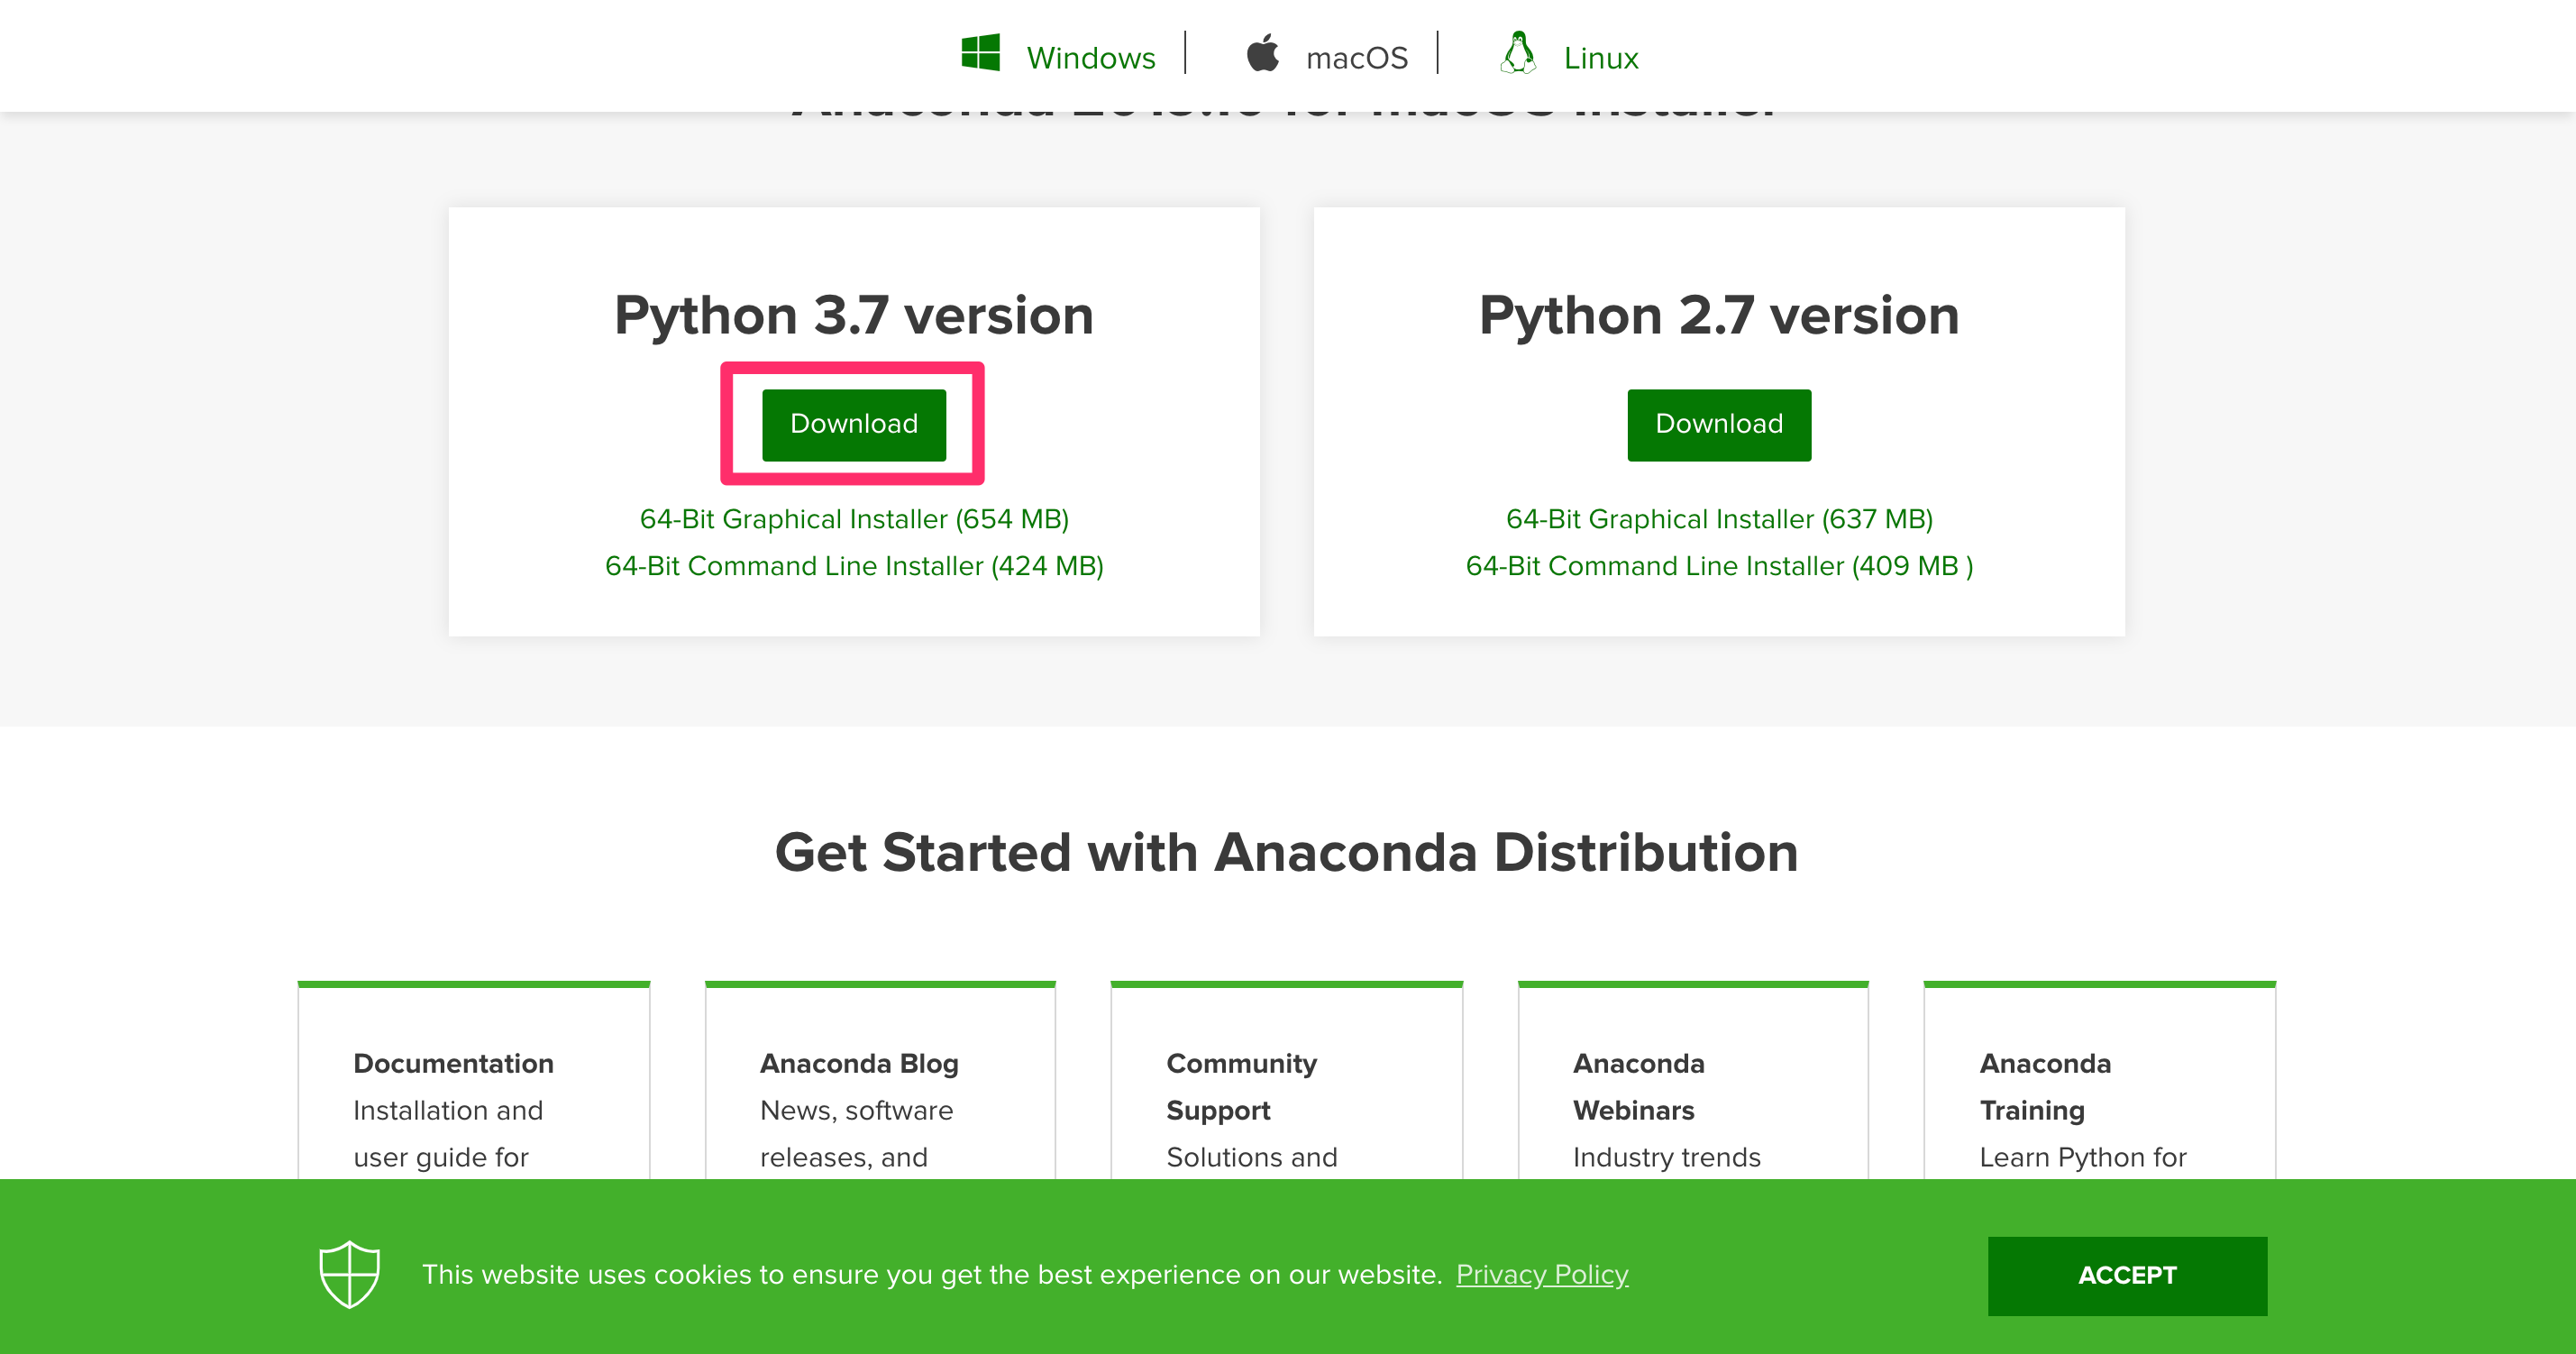 Windows
macOS
Linux
for macOS Installer
Python 3.7 version
Download
64-Bit Graphical Installer (654 MB)
64-Bit Command Line Installer (424 MB)
Python 2.7 version
Download
64-Bit Graphical Installer (637 MB)
64-Bit Command Line Installer (409 MB )
Get Started with Anaconda Distribution
Documentation
Installation and
user guide for
Anaconda Blog
News, software
releases, and
Community
Support
Solutions and
Anaconda
Webinars
Industry trends
Anaconda
Training
Learn Python for
This website uses cookies to ensure you get the best experience on our website. Privacy Policy
ACCEPT